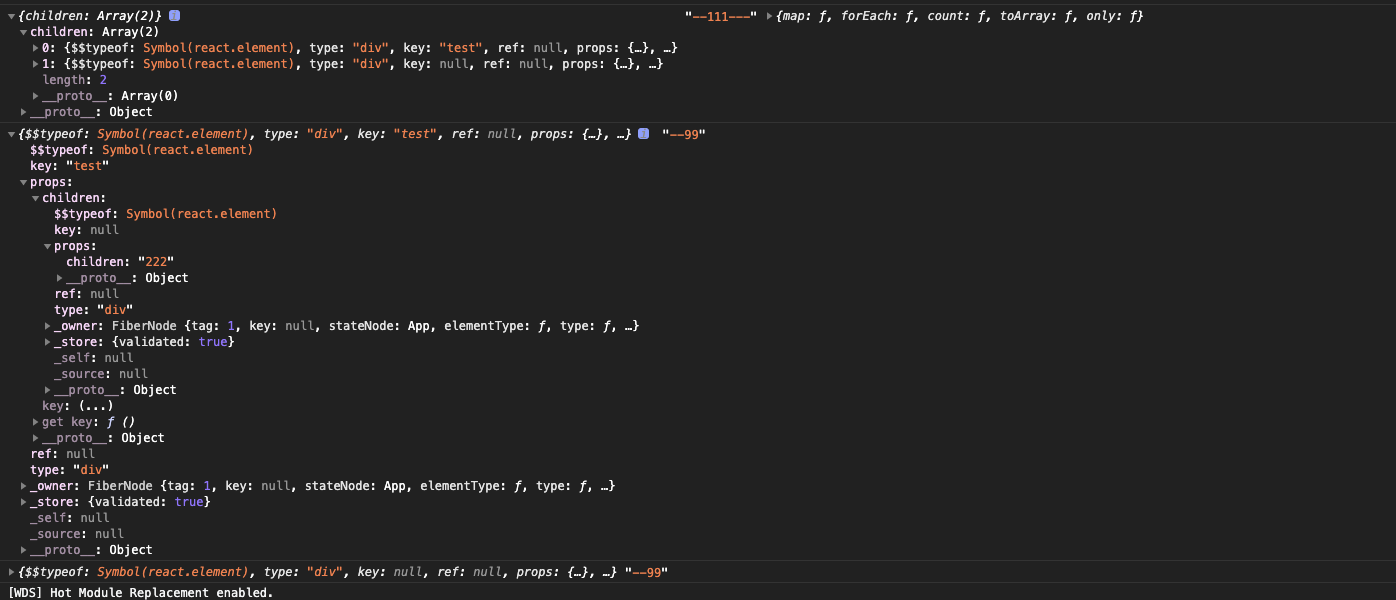 {children: Array(2)} i "--111---" {map: ƒ, forEach: ƒ, count: ƒ, toArray: ƒ, only: ƒ}
children: Array(2)
0: {$$typeof: Symbol(react.element), type: "div", key: "test", ref: null, props: {…}, …}
1: {$$typeof: Symbol(react.element), type: "div", key: null, ref: null, props: {…}, …}
length: 2
__proto__: Array(0)
__proto__: Object
{$$typeof: Symbol(react.element), type: "div", key: "test", ref: null, props: {…}, …} i "--99"
$$typeof: Symbol(react.element)
key: "test"
props:
children:
$$typeof: Symbol(react.element)
key: null
props:
children: "222"
__proto__: Object
ref: null
type: "div"
_owner: FiberNode {tag: 1, key: null, stateNode: App, elementType: ƒ, type: ƒ, …}
_store: {validated: true}
_self: null
_source: null
__proto__: Object
key: (...)
get key: ƒ ()
__proto__: Object
ref: null
type: "div"
_owner: FiberNode {tag: 1, key: null, stateNode: App, elementType: ƒ, type: ƒ, …}
_store: {validated: true}
_self: null
_source: null
__proto__: Object
{$$typeof: Symbol(react.element), type: "div", key: null, ref: null, props: {…}, …} "--99"
[WDS] Hot Module Replacement enabled.